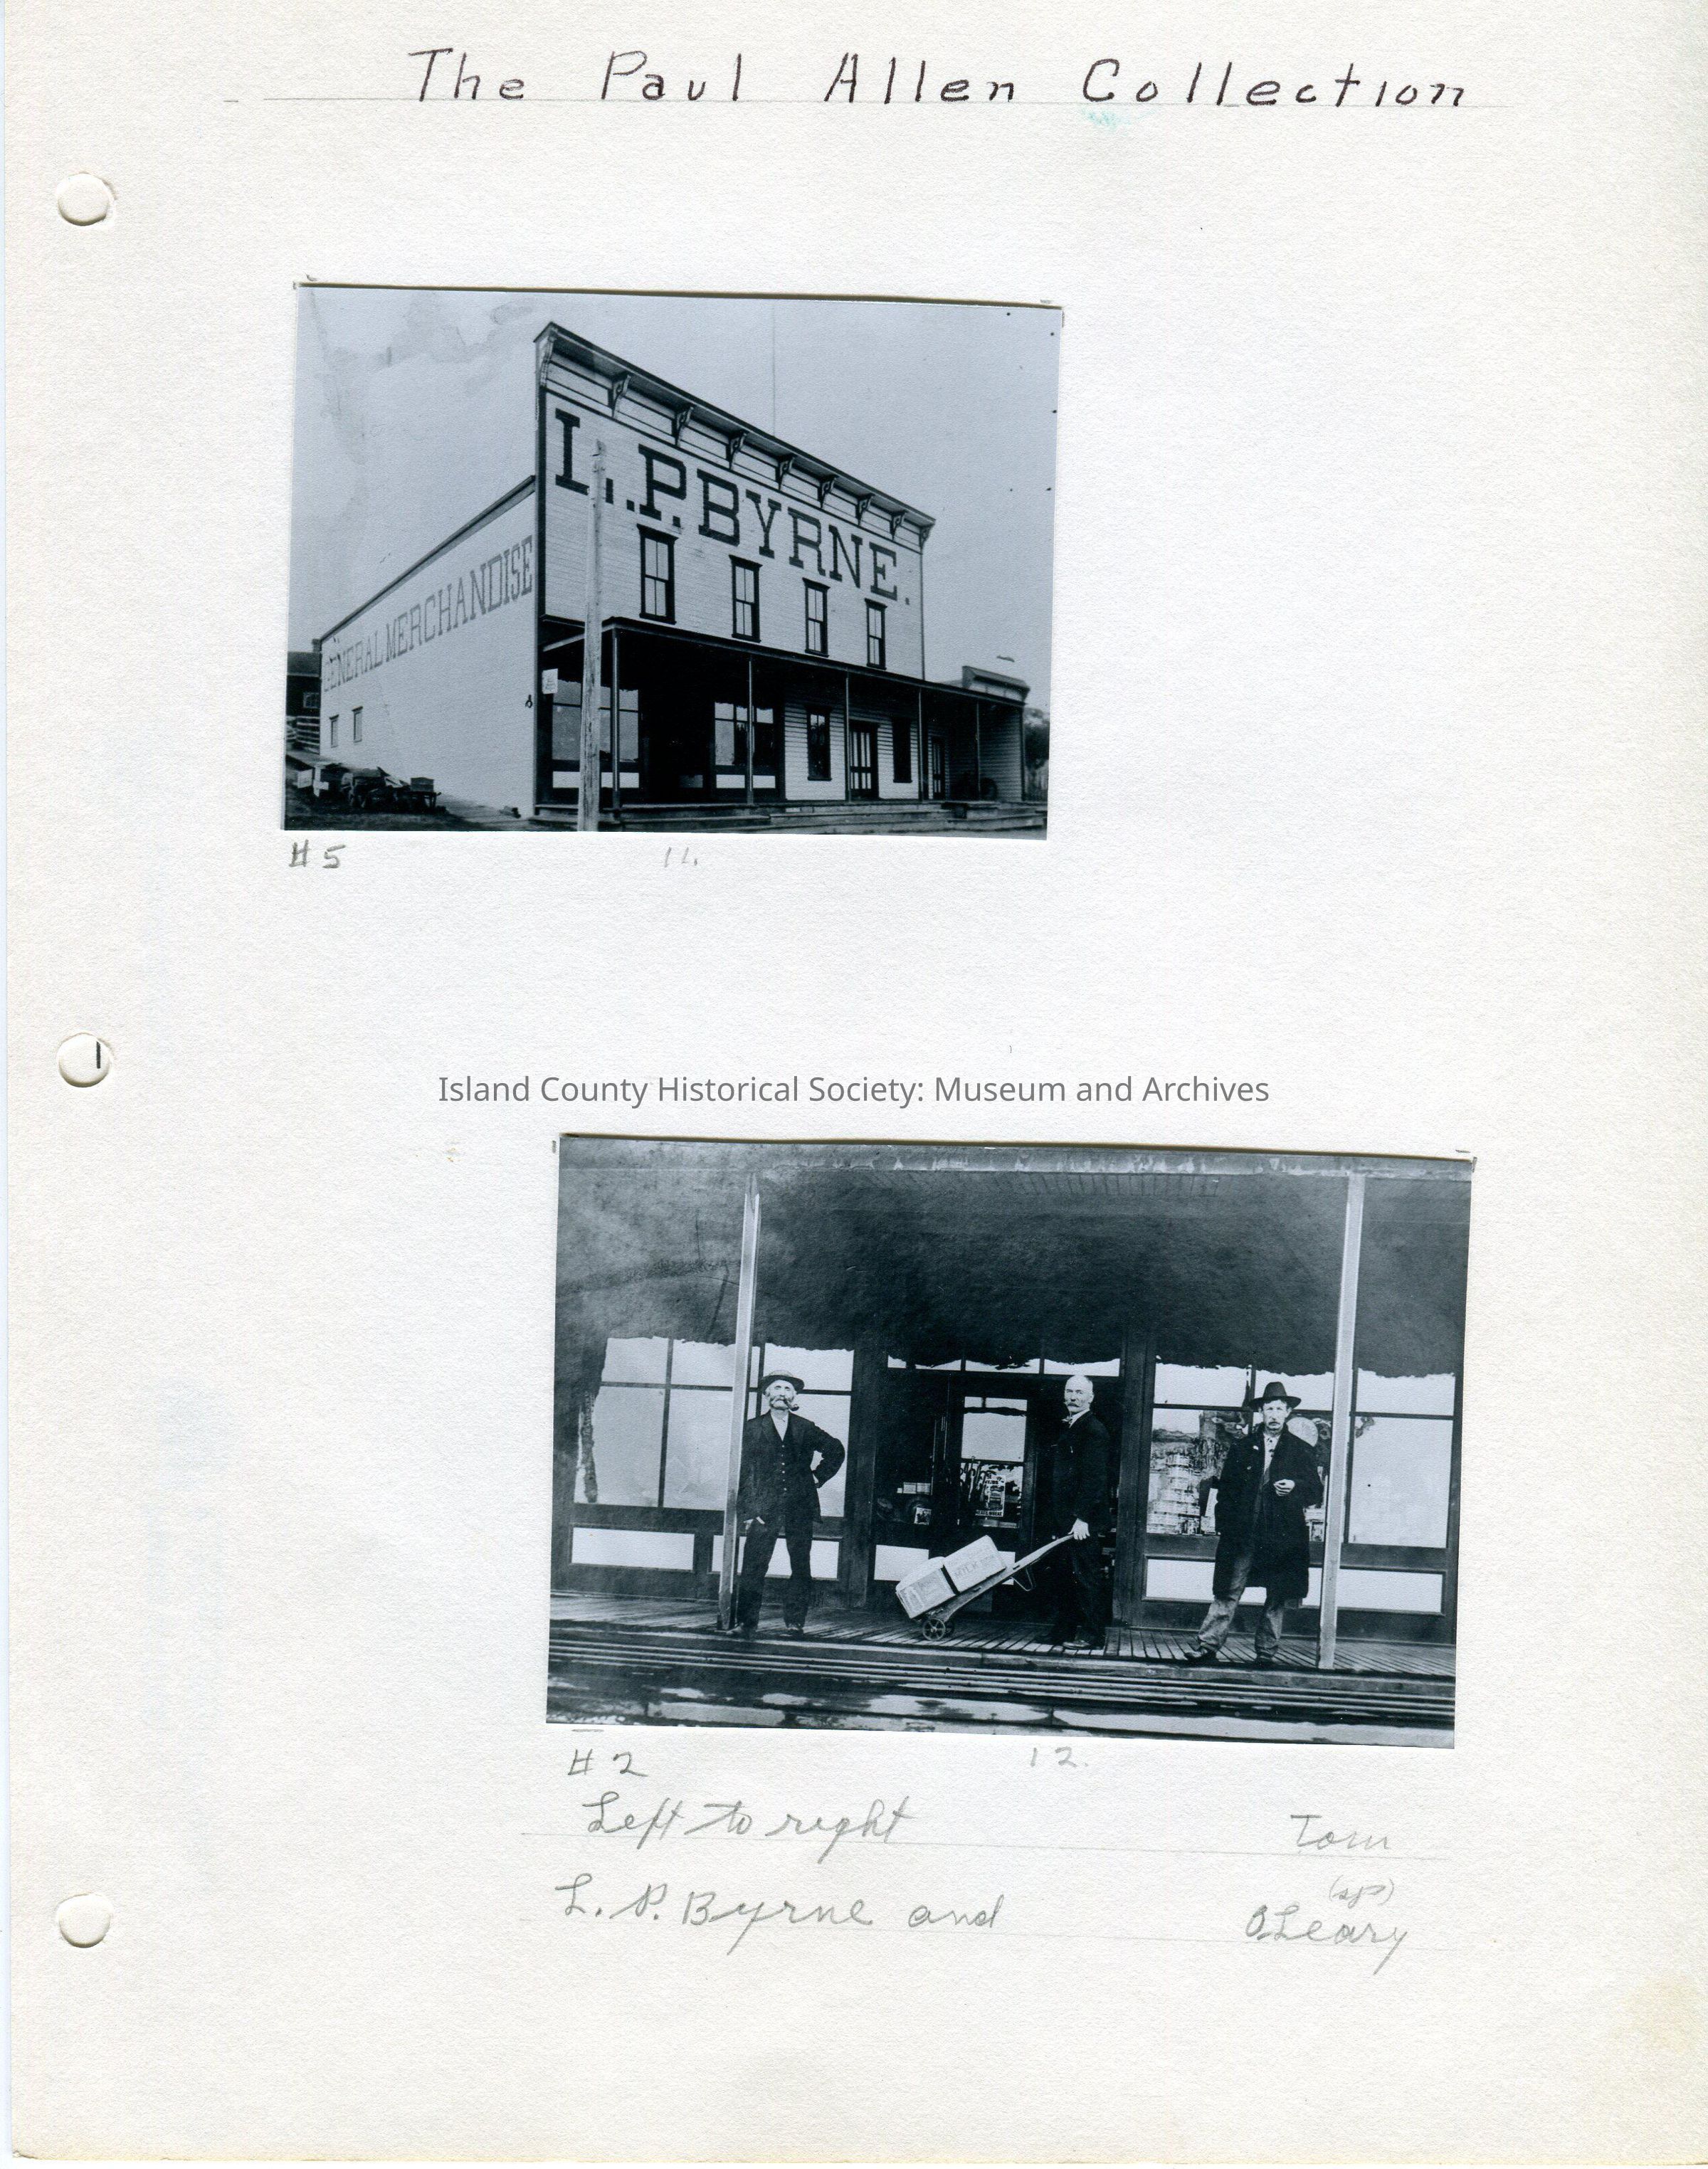 The Paul Allen Collection
L.P. BYRNE.
GENERAL MERCHANDISE
#5 11.
Island County Historical Society: Museum and Archives
#2 12.
Left to right Tom
(sp)
L. P. Byrne and O'Leary